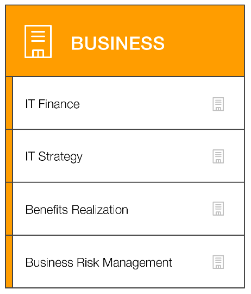 BUSINESS
IT Finance
IT Strategy
Benefits Realization
Business Risk Management